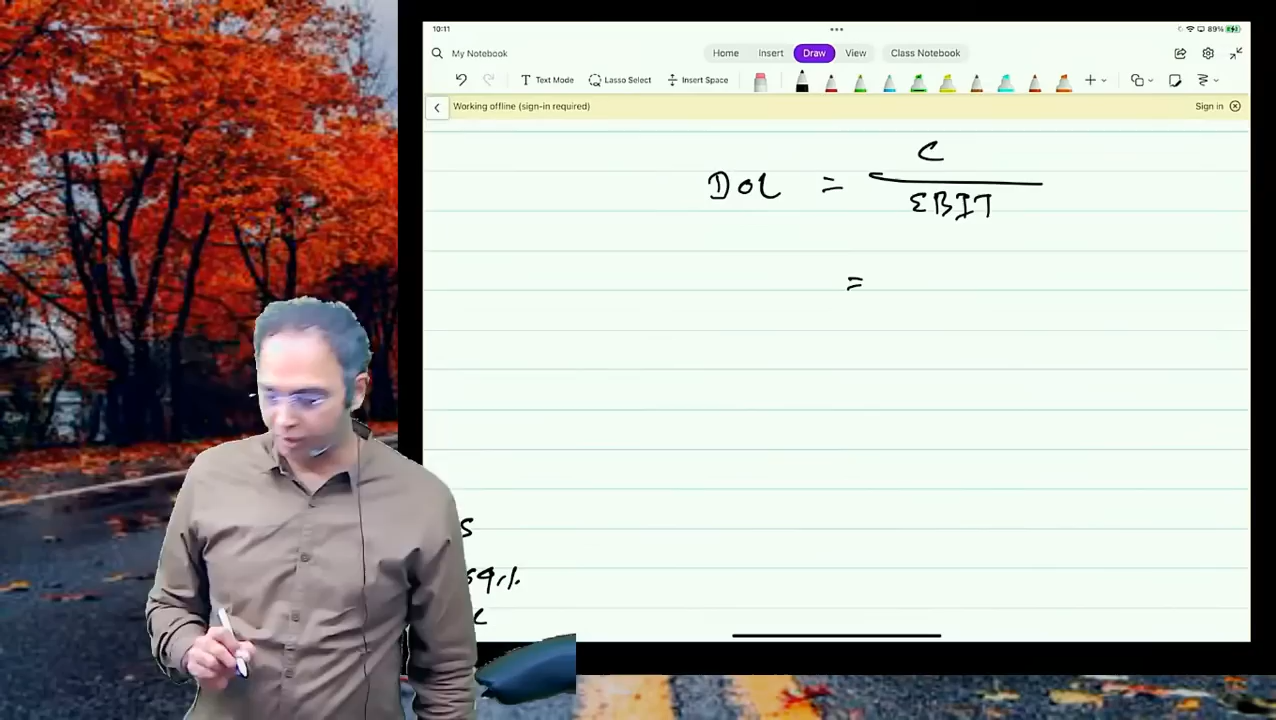 10:11
89%
My Notebook
Home Insert Draw View Class Notebook
Text Mode Lasso Select Insert Space
Working offline (sign-in required) Sign in
C
DOL = 
EBIT
=
S
C